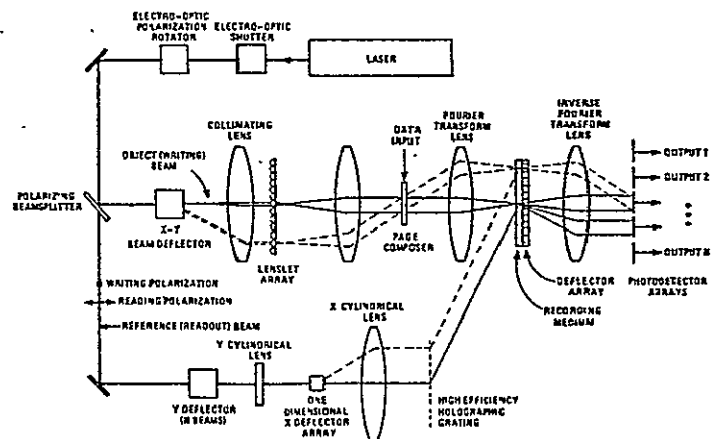 ELECTRO-OPTIC
POLARIZATION
ROTATOR
ELECTRO-OPTIC
SHUTTER
LASER
COLLIMATING
LENS
OBJECT (WRITING)
BEAM
DATA
INPUT
FOURIER
TRANSFORM
LENS
INVERSE
FOURIER
TRANSFORM
LENS
OUTPUT 1
OUTPUT 2
OUTPUT N
POLARIZING
BEAMSPLITTER
X-Y
BEAM DEFLECTOR
LENSLET
ARRAY
PAGE
COMPOSER
DEFLECTOR
ARRAY
RECORDING
MEDIUM
PHOTODETECTOR
ARRAYS
WRITING POLARIZATION
READING POLARIZATION
REFERENCE (READOUT) BEAM
X CYLINDRICAL
LENS
Y CYLINDRICAL
LENS
Y DEFLECTOR
(N BEAMS)
ONE
DIMENSIONAL
X DEFLECTOR
ARRAY
HIGH EFFICIENCY
HOLOGRAPHIC
GRATING